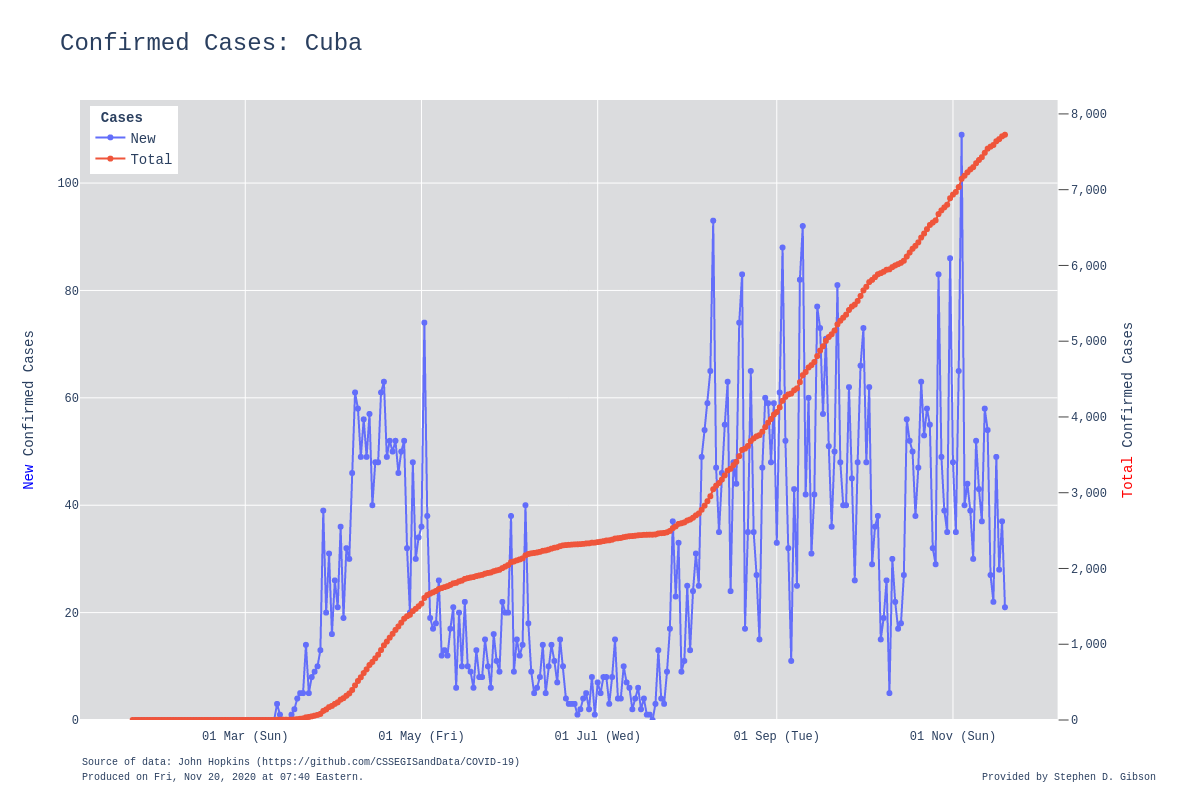 Confirmed Cases: Cuba
Cases
New
Total
100
80
60
40
20
0
8,000
7,000
6,000
5,000
4,000
3,000
2,000
1,000
0
New Confirmed Cases
Total Confirmed Cases
01 Mar (Sun)
01 May (Fri)
01 Jul (Wed)
01 Sep (Tue)
01 Nov (Sun)
Source of data: John Hopkins (https://github.com/CSSEGISandData/COVID-19)
Produced on Fri, Nov 20, 2020 at 07:40 Eastern.
Provided by Stephen D. Gibson